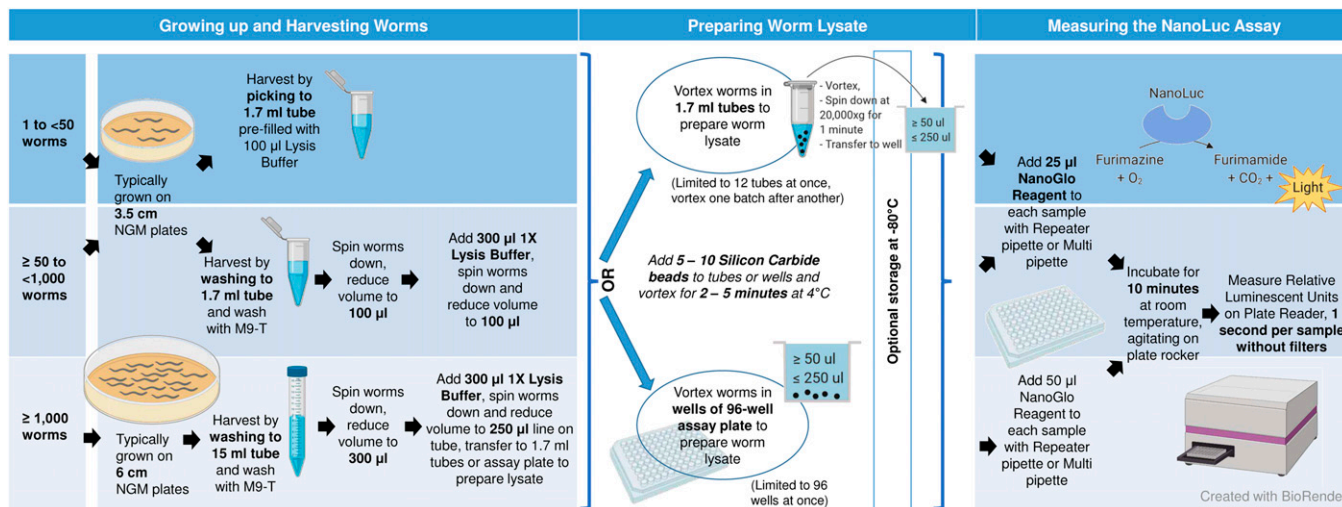 Growing up and Harvesting Worms
Preparing Worm Lysate
Measuring the NanoLuc Assay
1 to <50
worms
Typically
grown on
3.5 cm
NGM plates
Harvest by
picking to
1.7 ml tube
pre-filled with
100 µl Lysis
Buffer
≥ 50 to
<1,000
worms
Harvest by
washing to
1.7 ml tube
and wash
with M9-T
Spin worms
down,
reduce
volume to
100 µl
Add 300 µl 1X
Lysis Buffer,
spin worms
down and
reduce volume
to 100 µl
≥ 1,000
worms
Typically
grown on
6 cm
NGM plates
Harvest by
washing to
15 ml tube
and wash
with M9-T
Spin worms
down,
reduce
volume to
300 µl
Add 300 µl 1X Lysis
Buffer, spin worms
down and reduce
volume to 250 µl line on
tube, transfer to 1.7 ml
tubes or assay plate to
prepare lysate
OR
Vortex worms in
1.7 ml tubes to
prepare worm
lysate
- Vortex,
- Spin down at
20,000xg for
1 minute
- Transfer to well
≥ 50 ul
≤ 250 ul
(Limited to 12 tubes at once,
vortex one batch after another)
Add 5 – 10 Silicon Carbide
beads to tubes or wells and
vortex for 2 – 5 minutes at 4°C
≥ 50 ul
≤ 250 ul
Vortex worms in
wells of 96-well
assay plate to
prepare worm
lysate
(Limited to 96
wells at once)
Optional storage at -80°C
NanoLuc
Furimazine
+ O₂
Furimamide
+ CO₂ +
Light
Add 25 µl
NanoGlo
Reagent to
each sample
with Repeater
pipette or Multi
pipette
Incubate for
10 minutes
at room
temperature,
agitating on
plate rocker
Measure Relative
Luminescent Units
on Plate Reader, 1
second per sample
without filters
Add 50 µl
NanoGlo
Reagent to
each sample
with Repeater
pipette or Multi
pipette
Created with BioRende